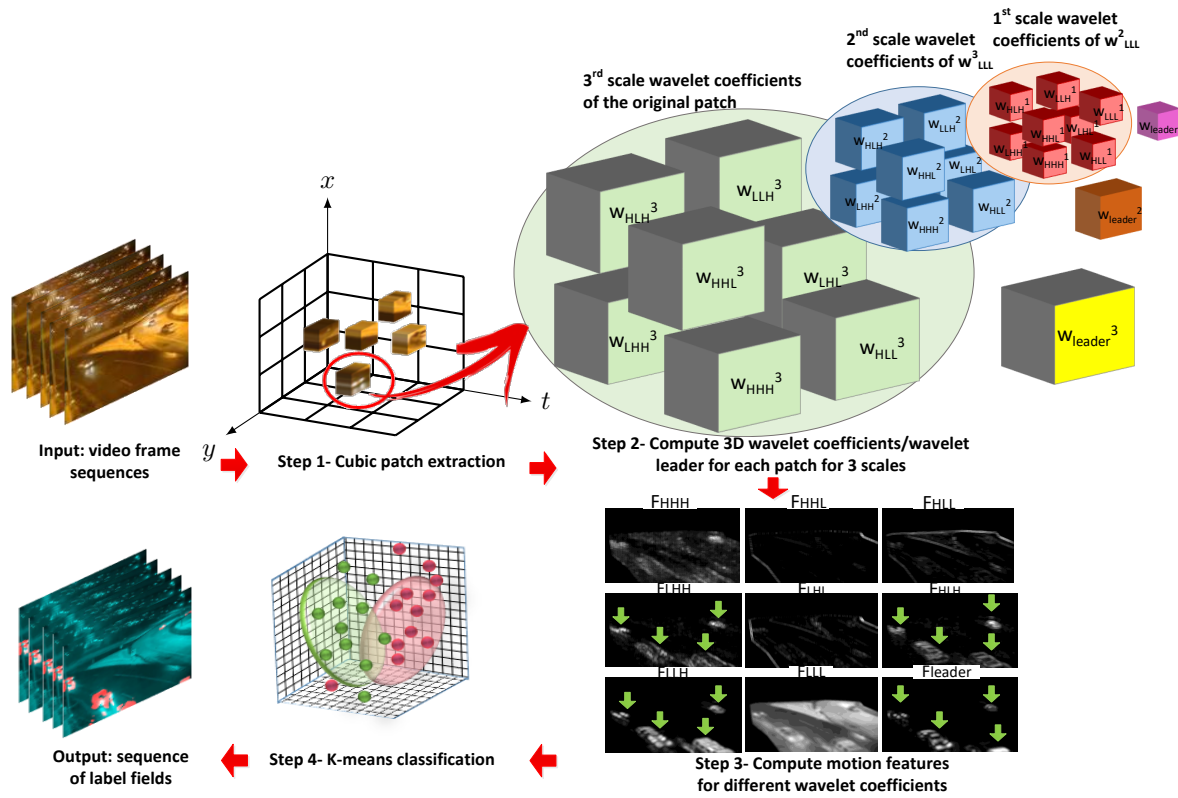 1st scale wavelet
coefficients of w²LLL
2nd scale wavelet
coefficients of w³LLL
3rd scale wavelet coefficients
of the original patch
wHLH¹
wLLH¹
wLLL¹
wHHL¹
wLHL¹
wLHH¹
wHHH¹
wHLL¹
wleader¹
wHLH²
wLLH²
wHHL²
wLHL²
wLHH²
wHHH²
wHLL²
wleader²
wHLH³
wLLH³
wHHL³
wLHL³
wLHH³
wHHH³
wHLL³
wleader³
x
t
y
Input: video frame
sequences
Step 1- Cubic patch extraction
Step 2- Compute 3D wavelet coefficients/wavelet
leader for each patch for 3 scales
FHHH
FHHL
FHLL
FLHH
FLHL
FHLH
FLLH
FLLL
Fleader
Step 3- Compute motion features
for different wavelet coefficients
Step 4- K-means classification
Output: sequence
of label fields